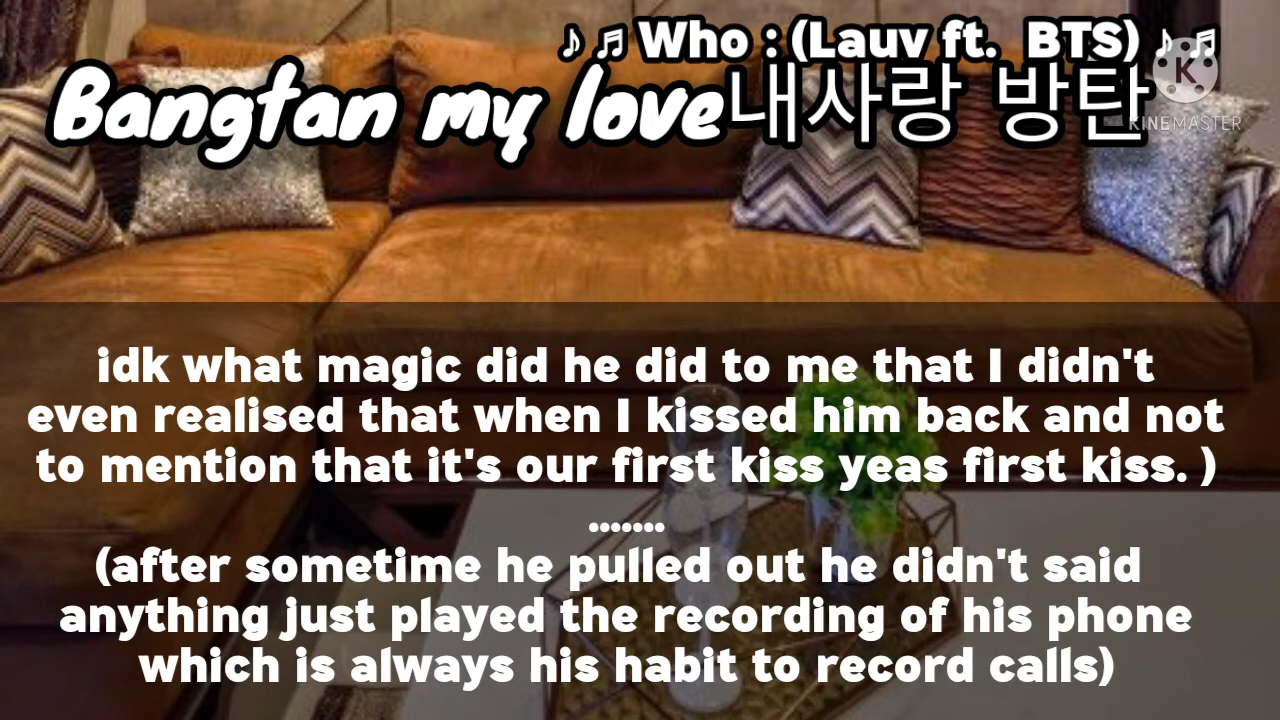 ♪ ♬ Who : (Lauv ft. BTS) ♪ ♬
Bangtan my love내사랑 방탄
K
KINEMASTER
idk what magic did he did to me that I didn't
even realised that when I kissed him back and not
to mention that it's our first kiss yeas first kiss. )
.......
(after sometime he pulled out he didn't said
anything just played the recording of his phone
which is always his habit to record calls)